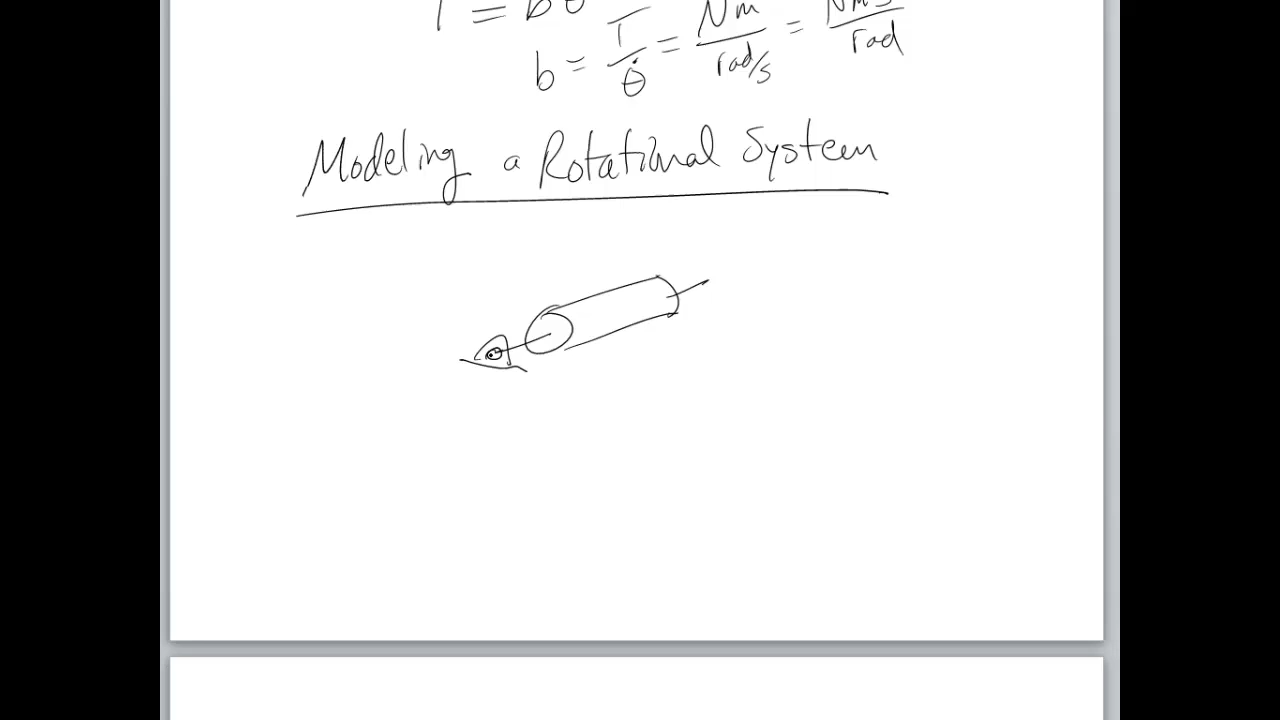 T = bθ̇
b = T/θ̇ = Nm/rad/s = Nms/rad
Modeling a Rotational System